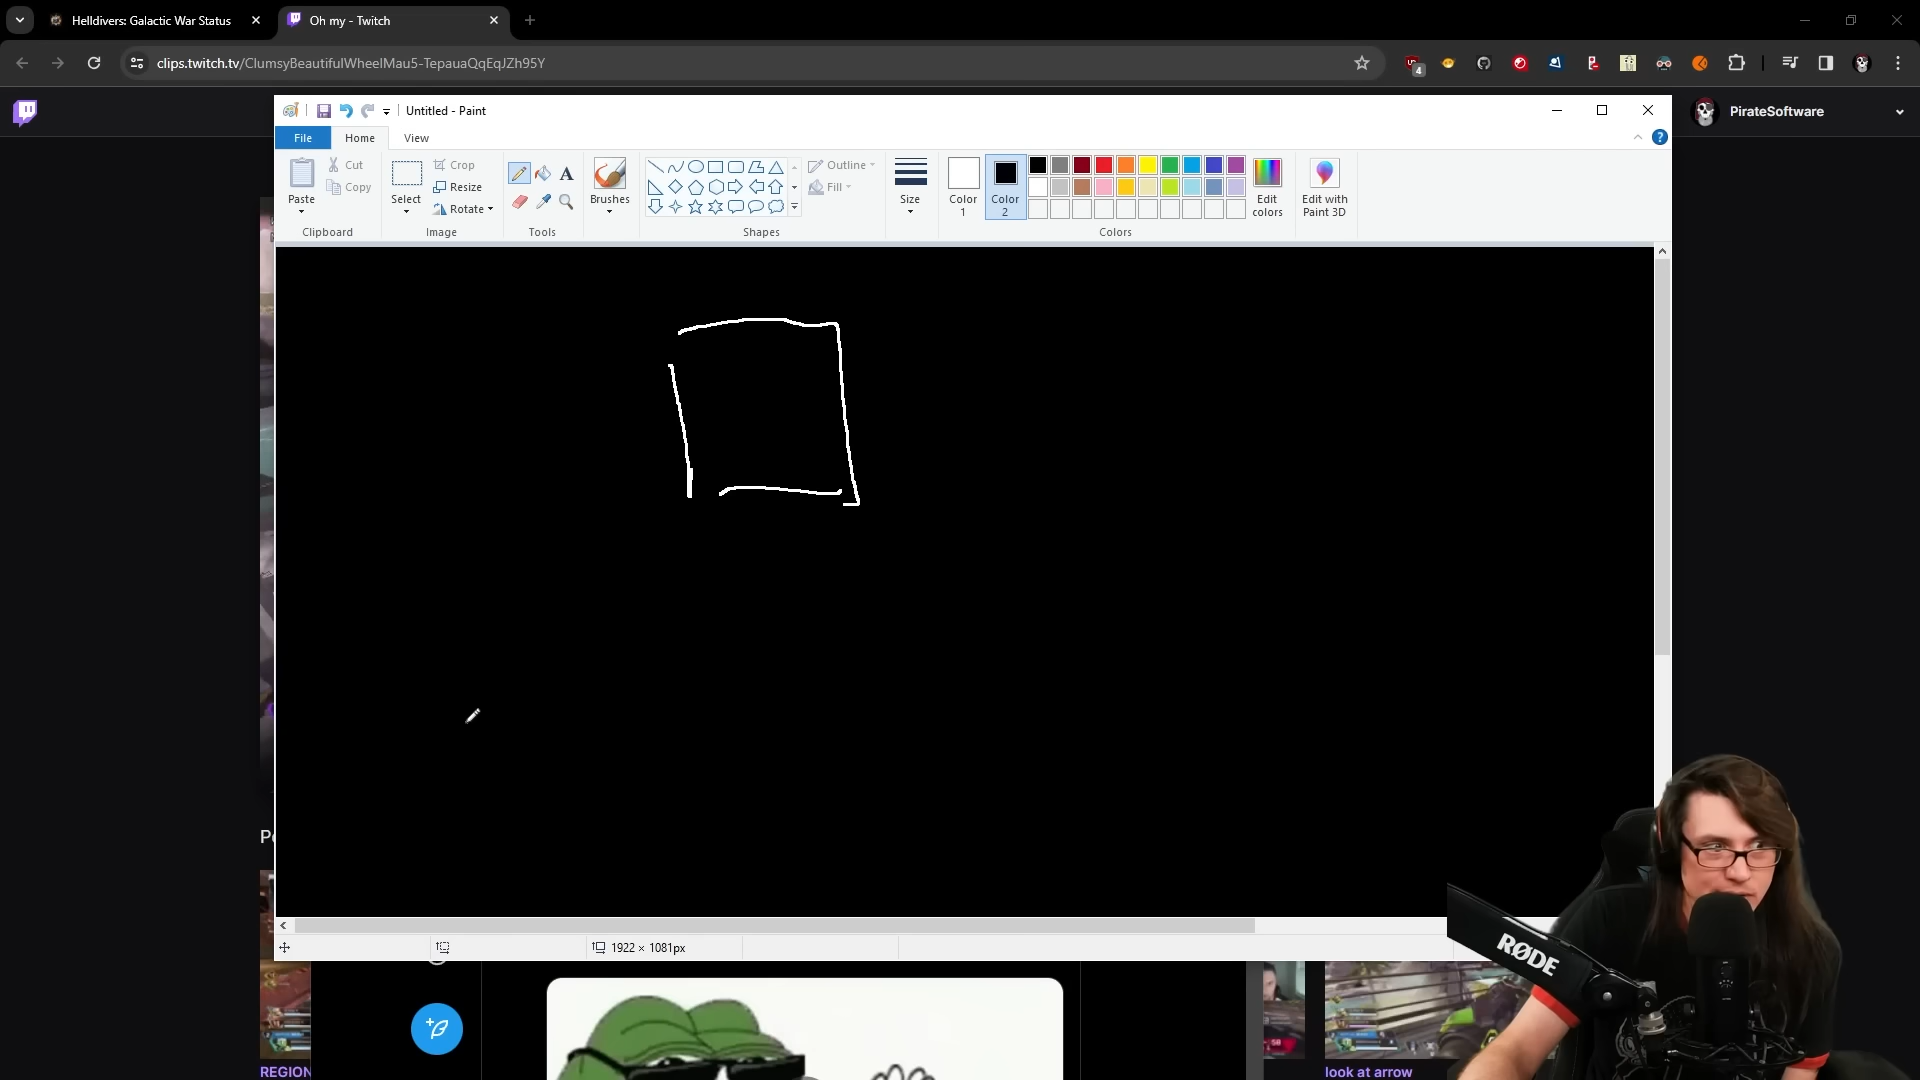 Helldivers: Galactic War Status
Oh my - Twitch
clips.twitch.tv/ClumsyBeautifulWheelMau5-TepauaQqEqJZh95Y
4
Untitled - Paint
PirateSoftware
File
Home
View
Paste
Cut
Copy
Clipboard
Select
Crop
Resize
Rotate
Image
A
Tools
Brushes
Outline
Fill
Shapes
Size
Color
1
Color
2
Edit
colors
Colors
Edit with
Paint 3D
1922 × 1081px
RØDE
REGION
look at arrow